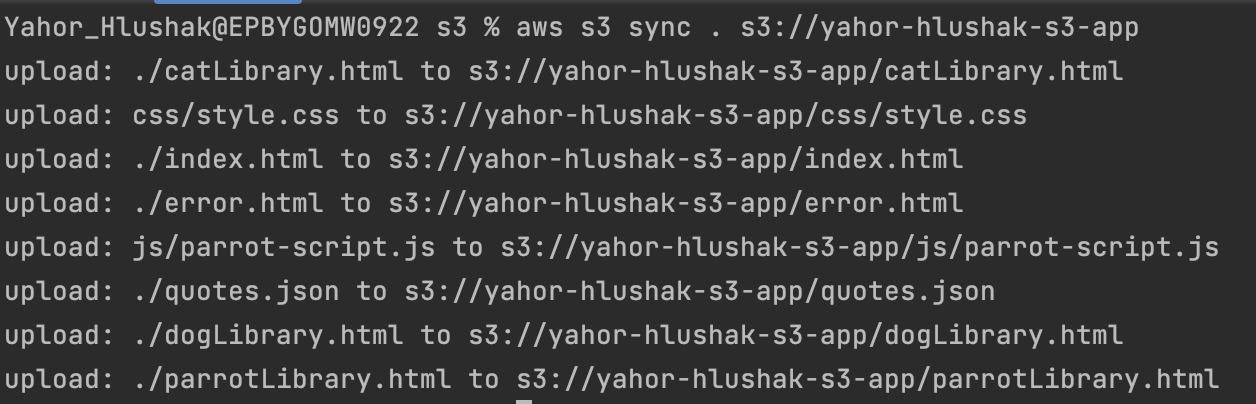 Yahor_Hlushak@EPBYGOMW0922 s3 % aws s3 sync . s3://yahor-hlushak-s3-app
upload: ./catLibrary.html to s3://yahor-hlushak-s3-app/catLibrary.html
upload: css/style.css to s3://yahor-hlushak-s3-app/css/style.css
upload: ./index.html to s3://yahor-hlushak-s3-app/index.html
upload: ./error.html to s3://yahor-hlushak-s3-app/error.html
upload: js/parrot-script.js to s3://yahor-hlushak-s3-app/js/parrot-script.js
upload: ./quotes.json to s3://yahor-hlushak-s3-app/quotes.json
upload: ./dogLibrary.html to s3://yahor-hlushak-s3-app/dogLibrary.html
upload: ./parrotLibrary.html to s3://yahor-hlushak-s3-app/parrotLibrary.html